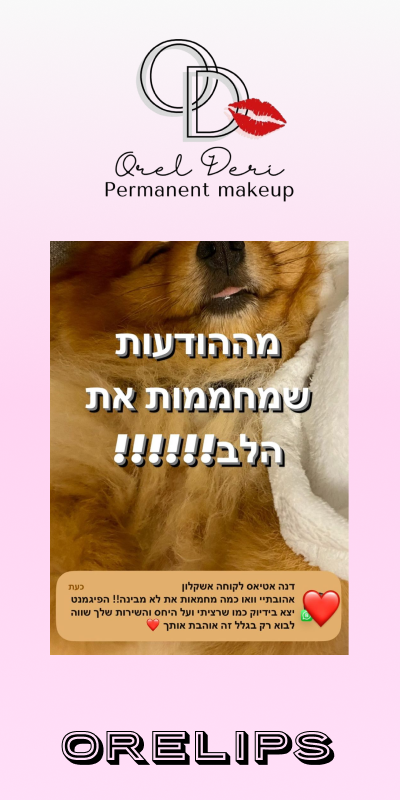 OD
Orel Deri
Permanent makeup
מההודעות
שמחממות את
הלב!!!!!!
דנה אטיאס לקוחה אשקלון
כעת
אהובתיי וואו כמה מחמאות את לא מבינה!! הפיגמנט
יצא בידיוק כמו שרציתי ועל היחס והשירות שלך שווה
לבוא רק בגלל זה אוהבת אותך ❤️
ORELIPS